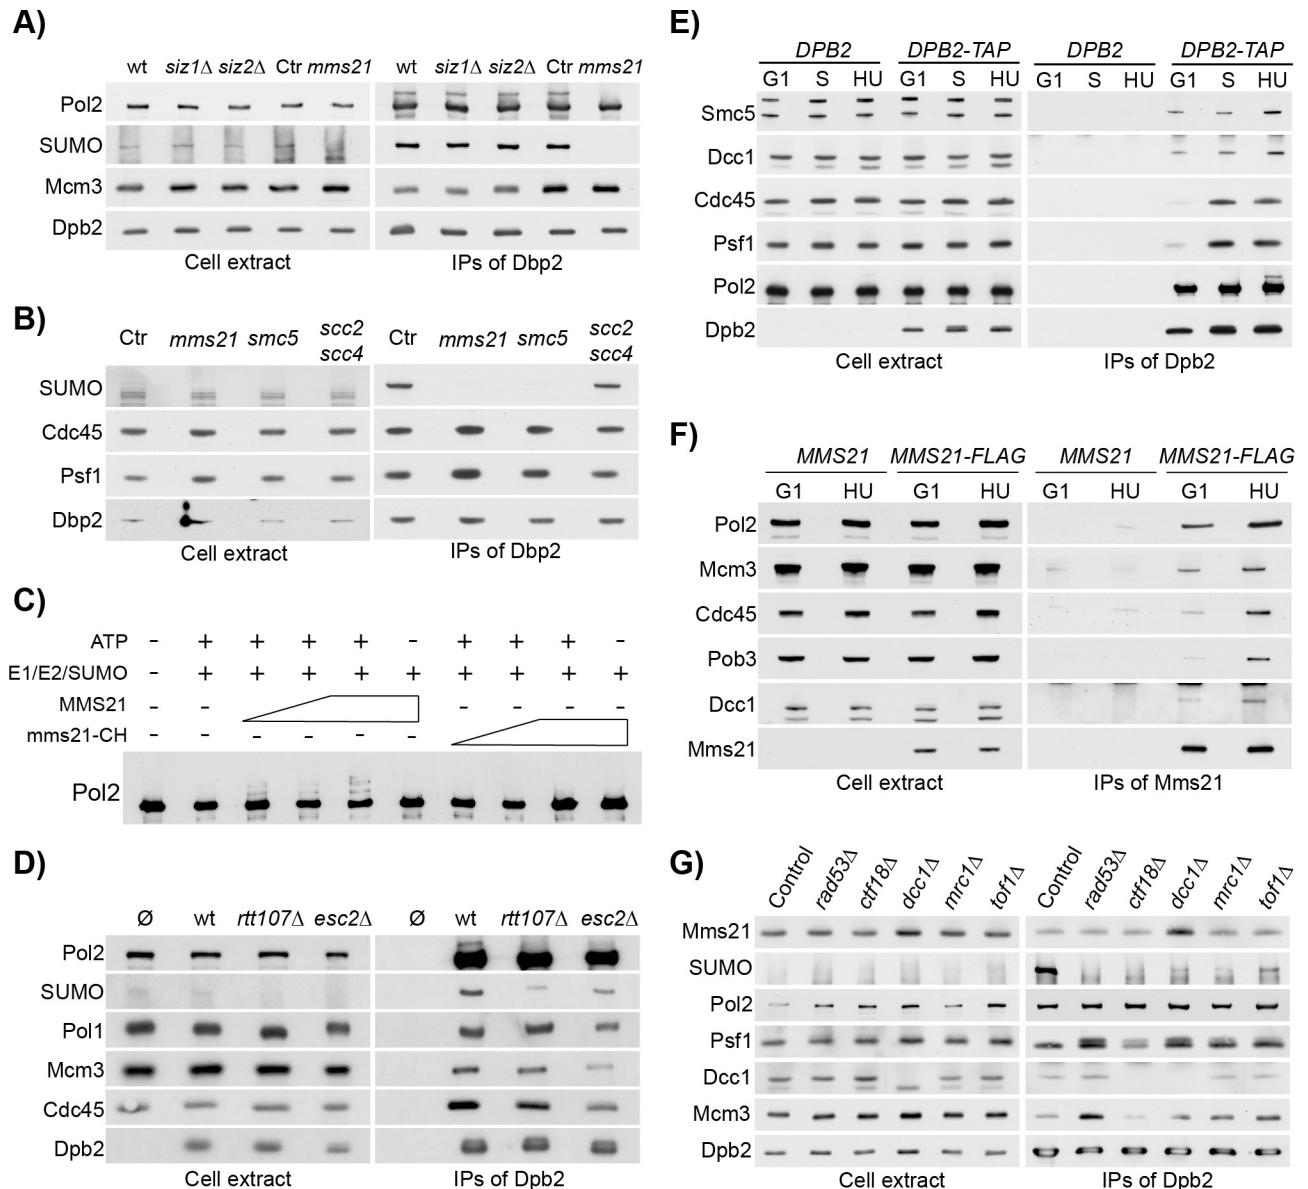 A)
wt siz1Δ siz2Δ Ctr mms21 wt siz1Δ siz2Δ Ctr mms21
Pol2
SUMO
Mcm3
Dpb2
Cell extract IPs of Dbp2
B)
Ctr mms21 smc5 scc2 scc4 Ctr mms21 smc5 scc2 scc4
SUMO
Cdc45
Psf1
Dbp2
Cell extract IPs of Dbp2
C)
ATP - + + + + - + + + -
E1/E2/SUMO - + + + + + + + + +
MMS21 - - - - - -
mms21-CH - - - - - -
Pol2
D)
Ø wt rtt107Δ esc2Δ Ø wt rtt107Δ esc2Δ
Pol2
SUMO
Pol1
Mcm3
Cdc45
Dpb2
Cell extract IPs of Dpb2
E)
DPB2 DPB2-TAP DPB2 DPB2-TAP
G1 S HU G1 S HU G1 S HU G1 S HU
Smc5
Dcc1
Cdc45
Psf1
Pol2
Dpb2
Cell extract IPs of Dpb2
F)
MMS21 MMS21-FLAG MMS21 MMS21-FLAG
G1 HU G1 HU G1 HU G1 HU
Pol2
Mcm3
Cdc45
Pob3
Dcc1
Mms21
Cell extract IPs of Mms21
G)
Control rad53Δ ctf18Δ dcc1Δ mrc1Δ tof1Δ Control rad53Δ ctf18Δ dcc1Δ mrc1Δ tof1Δ
Mms21
SUMO
Pol2
Psf1
Dcc1
Mcm3
Dpb2
Cell extract IPs of Dpb2